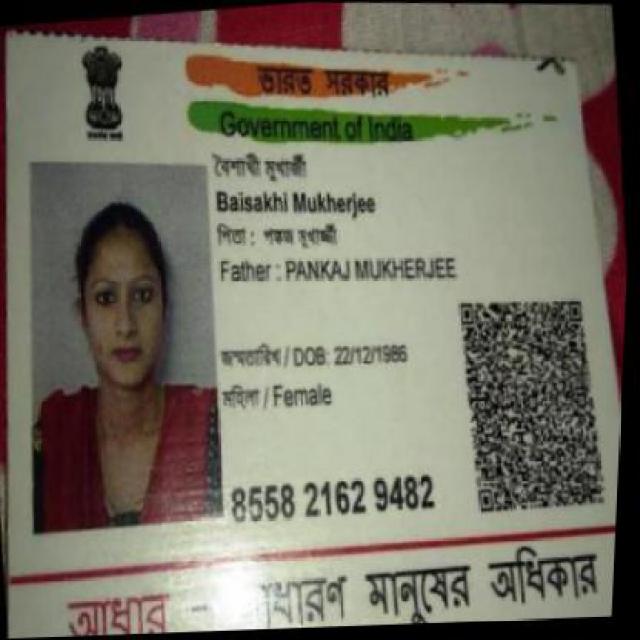 ভারত সরকার
Government of India
বৈশাখী মুখার্জী
Baisakhi Mukherjee
পিতা : পঙ্কজ মুখার্জ্জী
Father : PANKAJ MUKHERJEE
জন্মতারিখ / DOB: 22/12/1986
মহিলা / Female
8558 2162 9482
আধার - সাধারণ মানুষের অধিকার